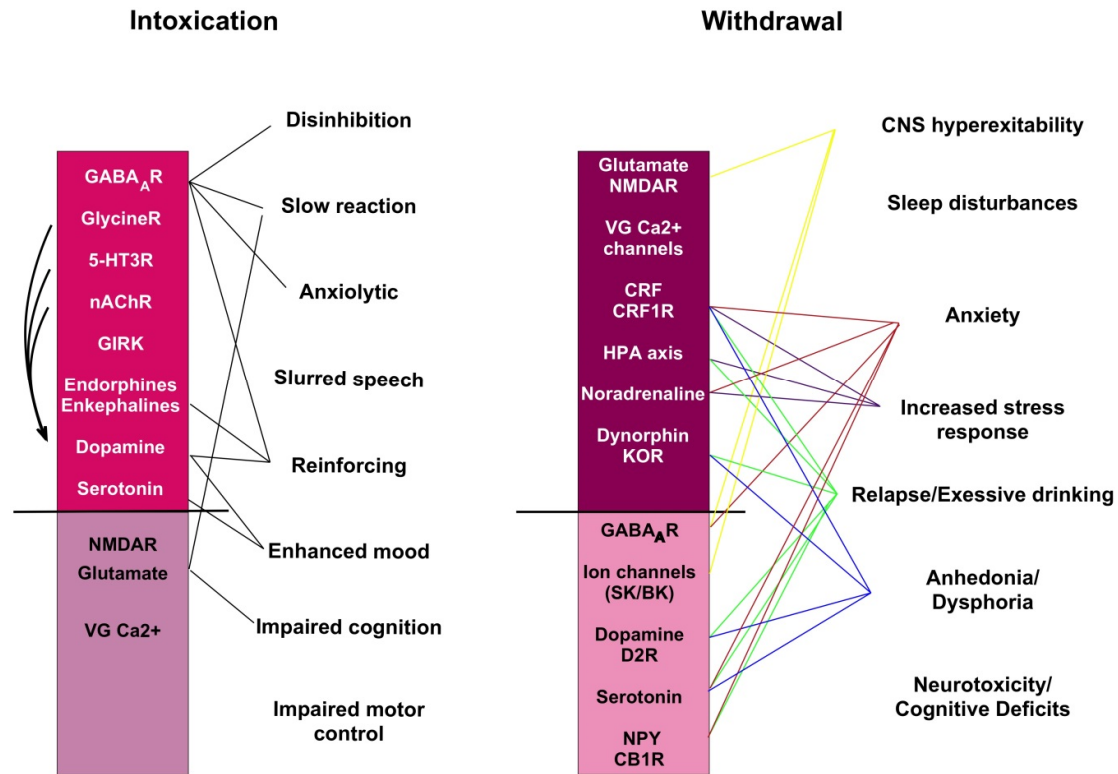 Intoxication
GABAAR
GlycineR
5-HT3R
nAChR
GIRK
Endorphines
Enkephalines
Dopamine
Serotonin
NMDAR
Glutamate
VG Ca2+
Disinhibition
Slow reaction
Anxiolytic
Slurred speech
Reinforcing
Enhanced mood
Impaired cognition
Impaired motor
control
Withdrawal
Glutamate
NMDAR
VG Ca2+
channels
CRF
CRF1R
HPA axis
Noradrenaline
Dynorphin
KOR
GABAAR
Ion channels
(SK/BK)
Dopamine
D2R
Serotonin
NPY
CB1R
CNS hyperexitability
Sleep disturbances
Anxiety
Increased stress
response
Relapse/Exessive drinking
Anhedonia/
Dysphoria
Neurotoxicity/
Cognitive Deficits